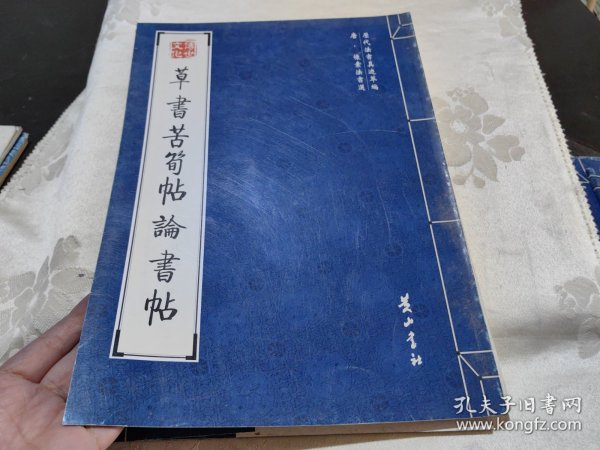 歷代法書真迹萃編
唐·懷素法書選
草書苦筍帖論書帖
黄山書社
孔夫子旧书网
www.kongfz.com